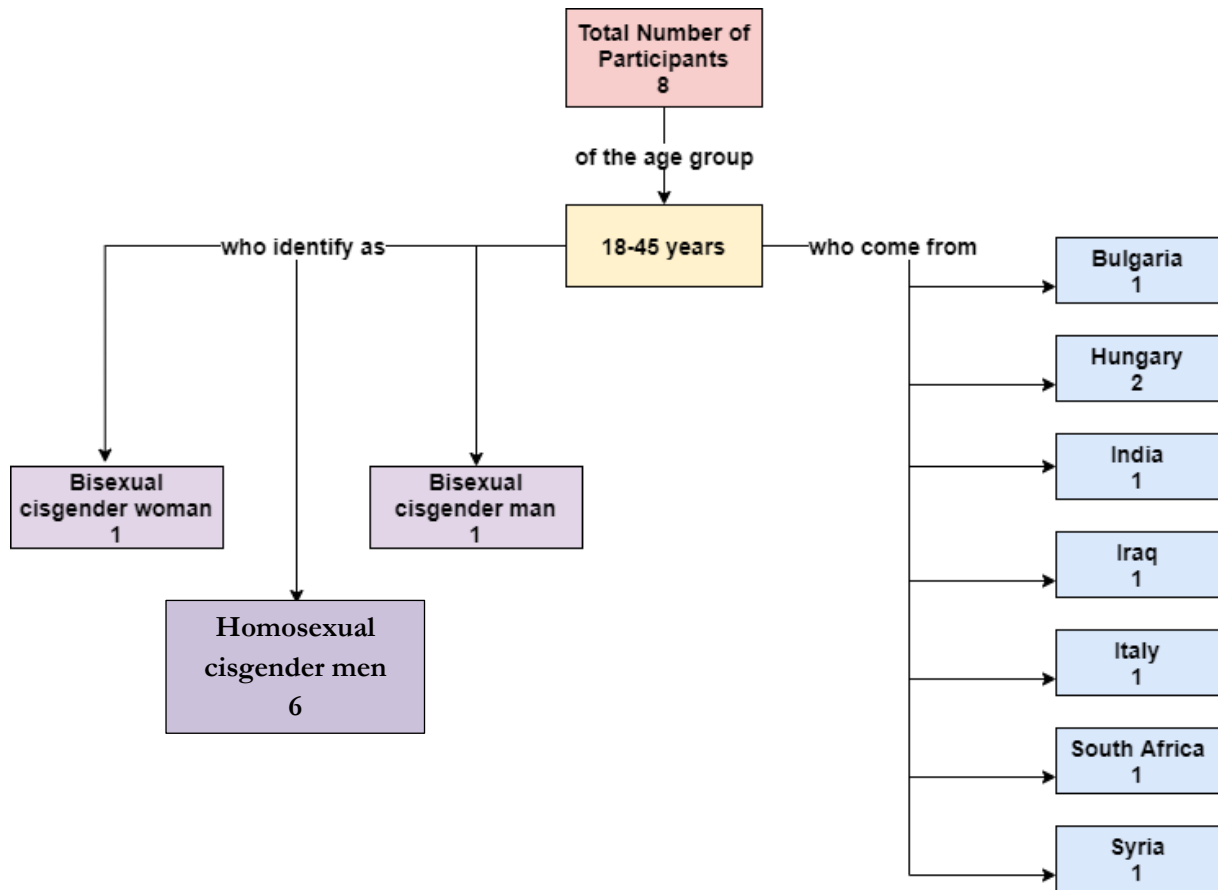 Total Number of
Participants
8
of the age group
18-45 years
who identify as
who come from
Bisexual
cisgender woman
1
Bisexual
cisgender man
1
Homosexual
cisgender men
6
Bulgaria
1
Hungary
2
India
1
Iraq
1
Italy
1
South Africa
1
Syria
1